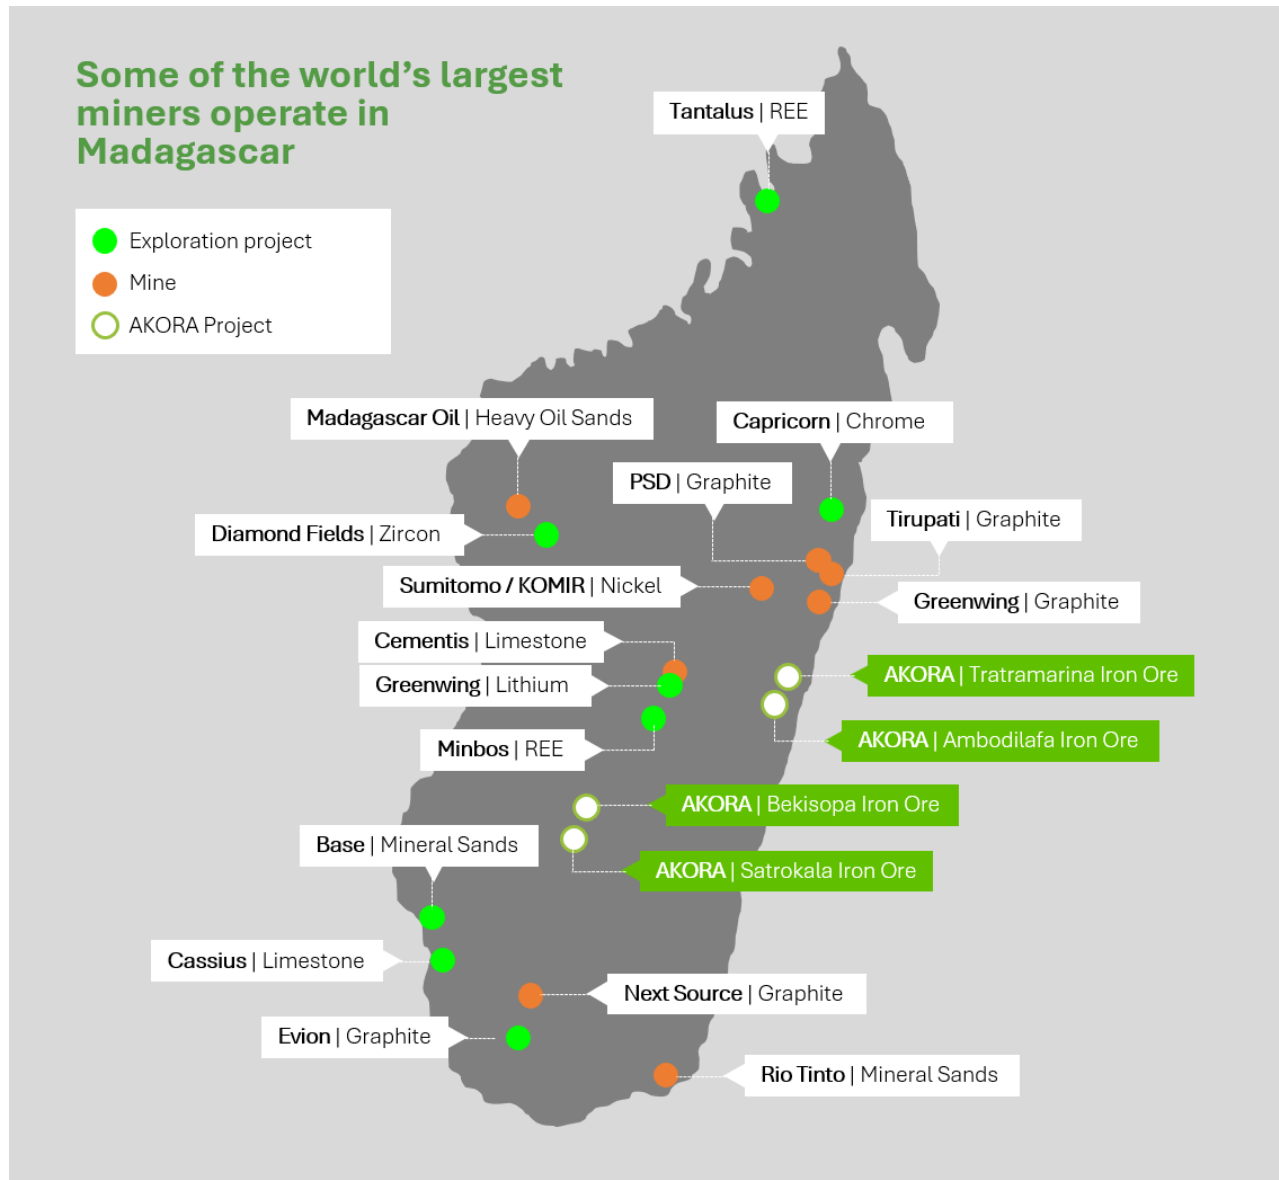 Some of the world's largest
miners operate in
Madagascar
Exploration project
Mine
AKORA Project
Tantalus | REE
Madagascar Oil | Heavy Oil Sands
Capricorn | Chrome
PSD | Graphite
Tirupati | Graphite
Diamond Fields | Zircon
Sumitomo / KOMIR | Nickel
Greenwing | Graphite
Cementis | Limestone
AKORA | Tratramarina Iron Ore
Greenwing | Lithium
AKORA | Ambodilafa Iron Ore
Minbos | REE
AKORA | Bekisopa Iron Ore
Base | Mineral Sands
AKORA | Satrokala Iron Ore
Cassius | Limestone
Next Source | Graphite
Evion | Graphite
Rio Tinto | Mineral Sands